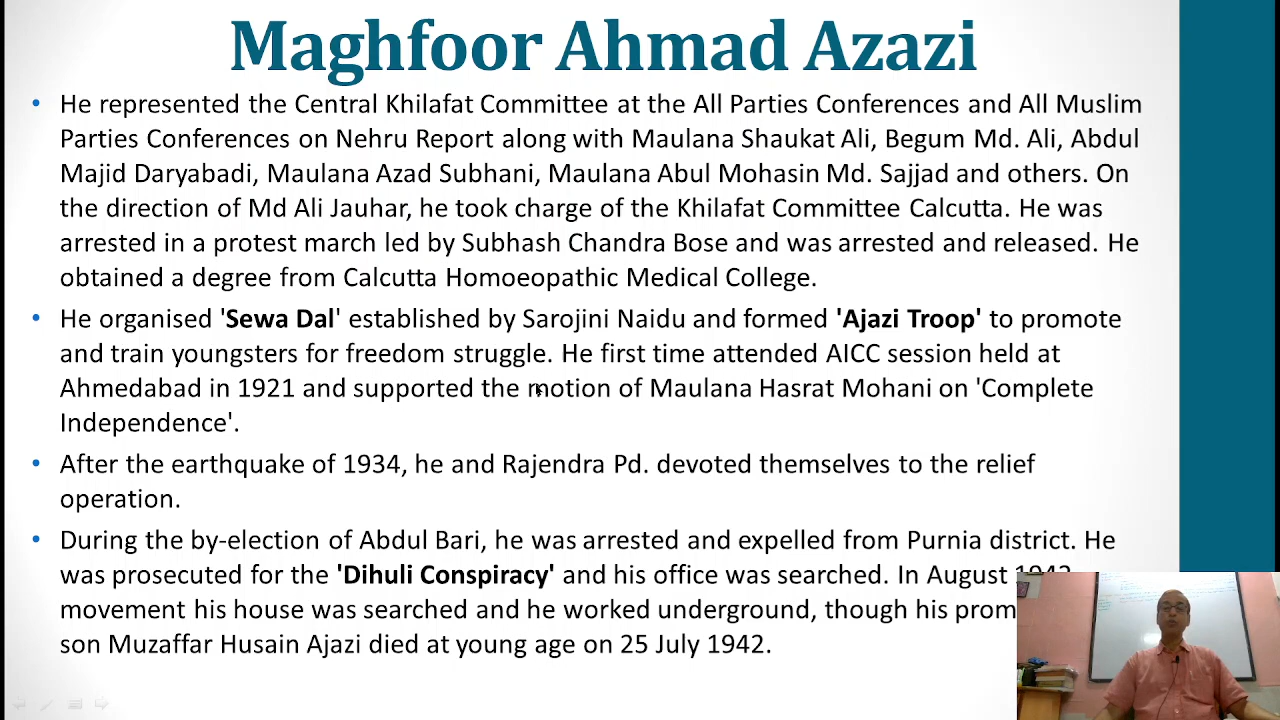 Maghfoor Ahmad Azazi
• He represented the Central Khilafat Committee at the All Parties Conferences and All Muslim
Parties Conferences on Nehru Report along with Maulana Shaukat Ali, Begum Md. Ali, Abdul
Majid Daryabadi, Maulana Azad Subhani, Maulana Abul Mohasin Md. Sajjad and others. On
the direction of Md Ali Jauhar, he took charge of the Khilafat Committee Calcutta. He was
arrested in a protest march led by Subhash Chandra Bose and was arrested and released. He
obtained a degree from Calcutta Homoeopathic Medical College.
• He organised 'Sewa Dal' established by Sarojini Naidu and formed 'Ajazi Troop' to promote
and train youngsters for freedom struggle. He first time attended AICC session held at
Ahmedabad in 1921 and supported the motion of Maulana Hasrat Mohani on 'Complete
Independence'.
• After the earthquake of 1934, he and Rajendra Pd. devoted themselves to the relief
operation.
• During the by-election of Abdul Bari, he was arrested and expelled from Purnia district. He
was prosecuted for the 'Dihuli Conspiracy' and his office was searched. In August 1942
movement his house was searched and he worked underground, though his prom
son Muzaffar Husain Ajazi died at young age on 25 July 1942.